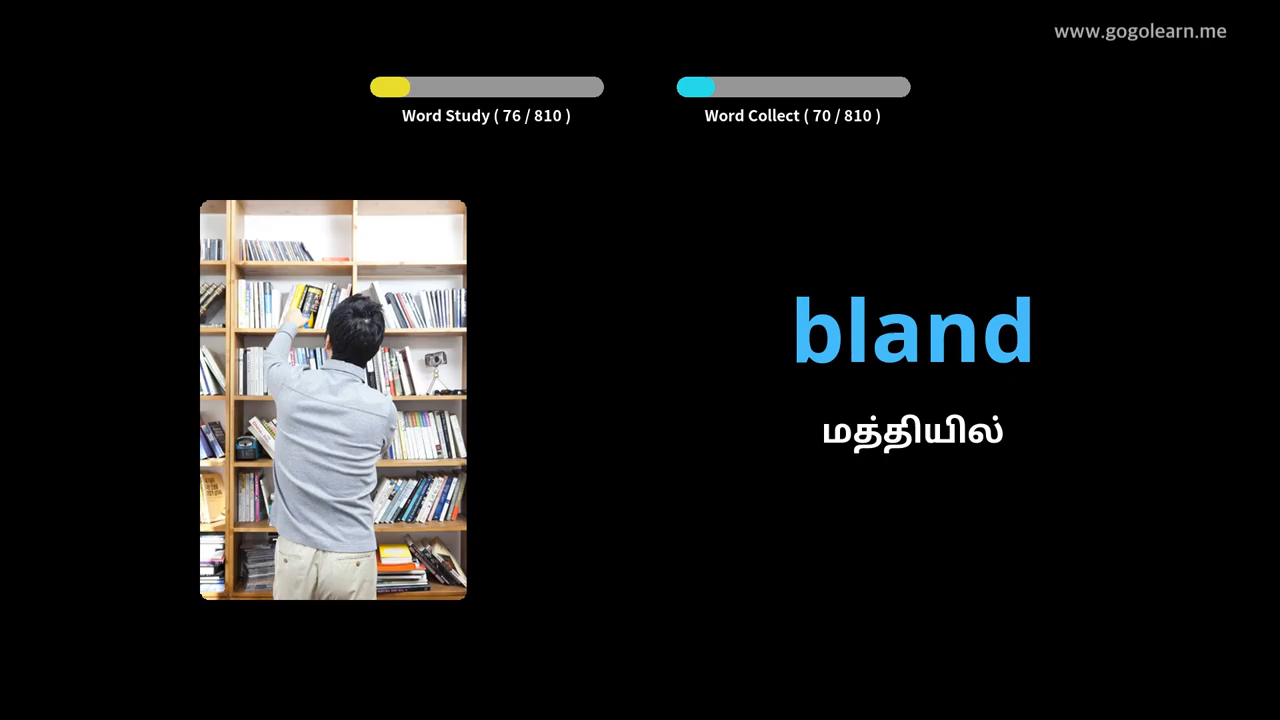 www.gogolearn.me
Word Study ( 76 / 810 )
Word Collect ( 70 / 810 )
bland
மத்தியில்